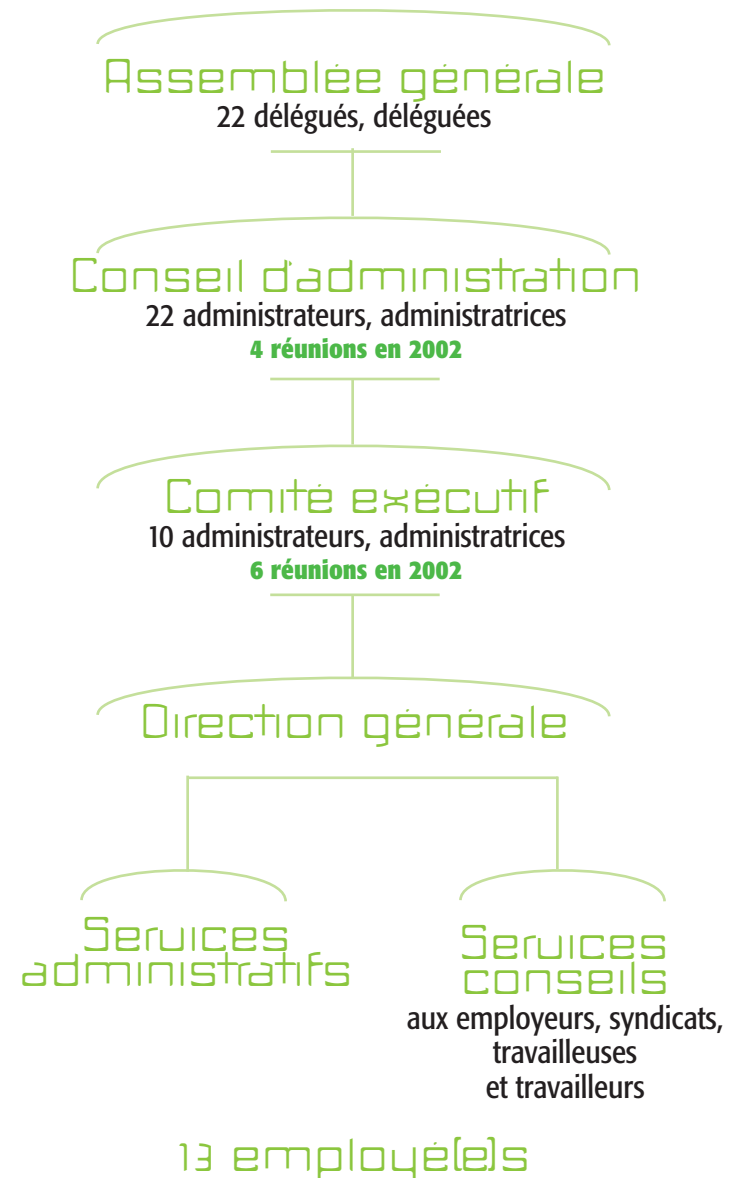 Assemblée générale
22 délégués, déléguées
Conseil d'administration
22 administrateurs, administratrices
4 réunions en 2002
Comité exécutif
10 administrateurs, administratrices
6 réunions en 2002
Direction générale
Services
administratifs
Services
conseils
aux employeurs, syndicats,
travailleuses
et travailleurs
13 employé(e)s